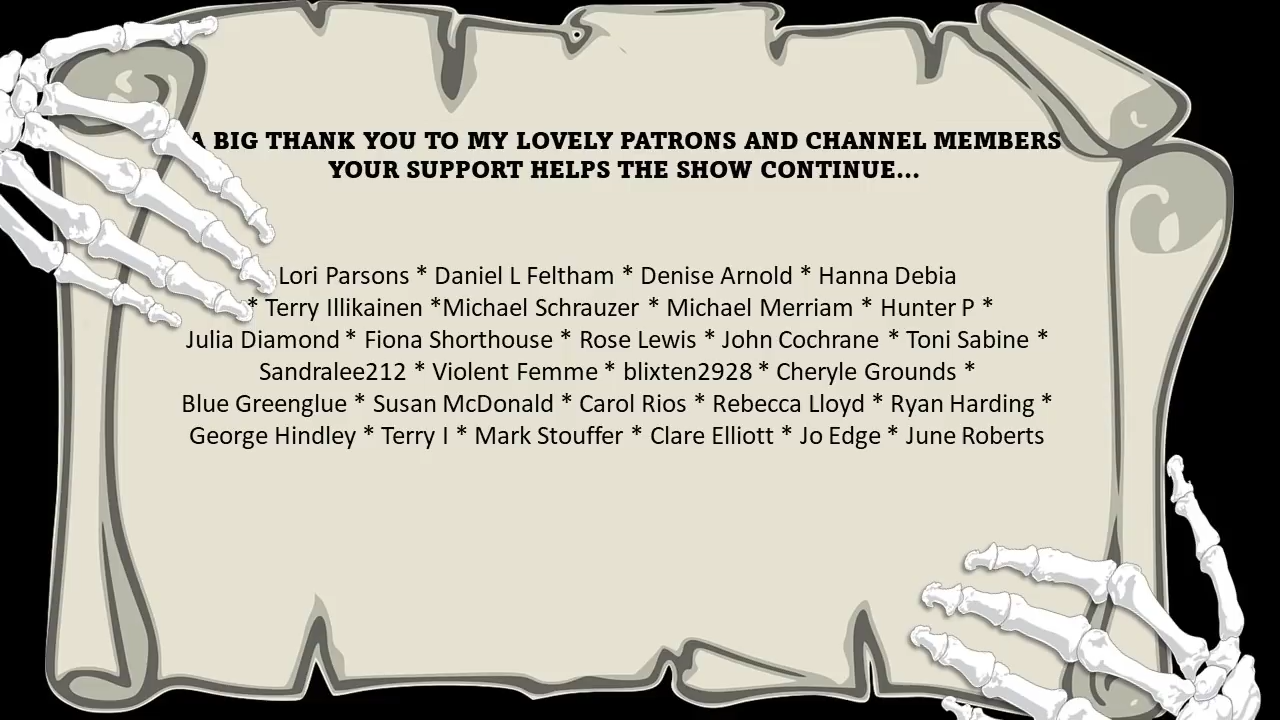 A BIG THANK YOU TO MY LOVELY PATRONS AND CHANNEL MEMBERS
YOUR SUPPORT HELPS THE SHOW CONTINUE...
Lori Parsons * Daniel L Feltham * Denise Arnold * Hanna Debia
* Terry Illikainen *Michael Schrauzer * Michael Merriam * Hunter P *
Julia Diamond * Fiona Shorthouse * Rose Lewis * John Cochrane * Toni Sabine *
Sandralee212 * Violent Femme * blixten2928 * Cheryle Grounds *
Blue Greenglue * Susan McDonald * Carol Rios * Rebecca Lloyd * Ryan Harding *
George Hindley * Terry I * Mark Stouffer * Clare Elliott * Jo Edge * June Roberts